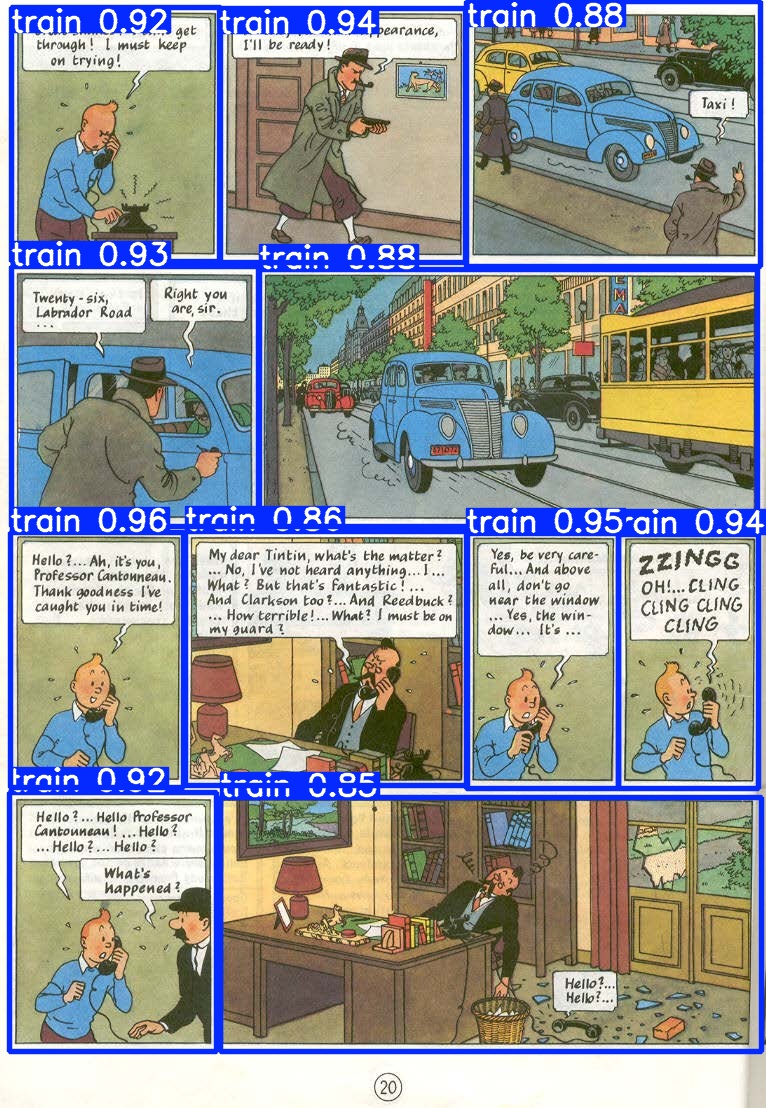 train 0.92
get
through! I must keep
on trying!
train 0.94
pearance,
I'll be ready!
train 0.88
Taxi!
train 0.93
Twenty-six,
Labrador Road
...
Right you
are, sir.
train 0.88
EMA
train 0.96
Hello?... Ah, it's you,
Professor Cantonneau.
Thank goodness I've
caught you in time!
train 0.86
My dear Tintin, what's the matter?
... No, I've not heard anything... I...
What? But that's fantastic!...
And Clarkson too?... And Reedbuck?
... How terrible!... What? I must be on
my guard?
train 0.95
Yes, be very care-
ful... And above
all, don't go
near the window
... Yes, the win-
dow... It's ...
rain 0.94
ZZINGG
OH!... CLING
CLING CLING
CLING
train 0.92
Hello?... Hello Professor
Cantonneau! ... Hello?
... Hello?... Hello?
What's
happened?
train 0.85
Hello?...
Hello?...
20